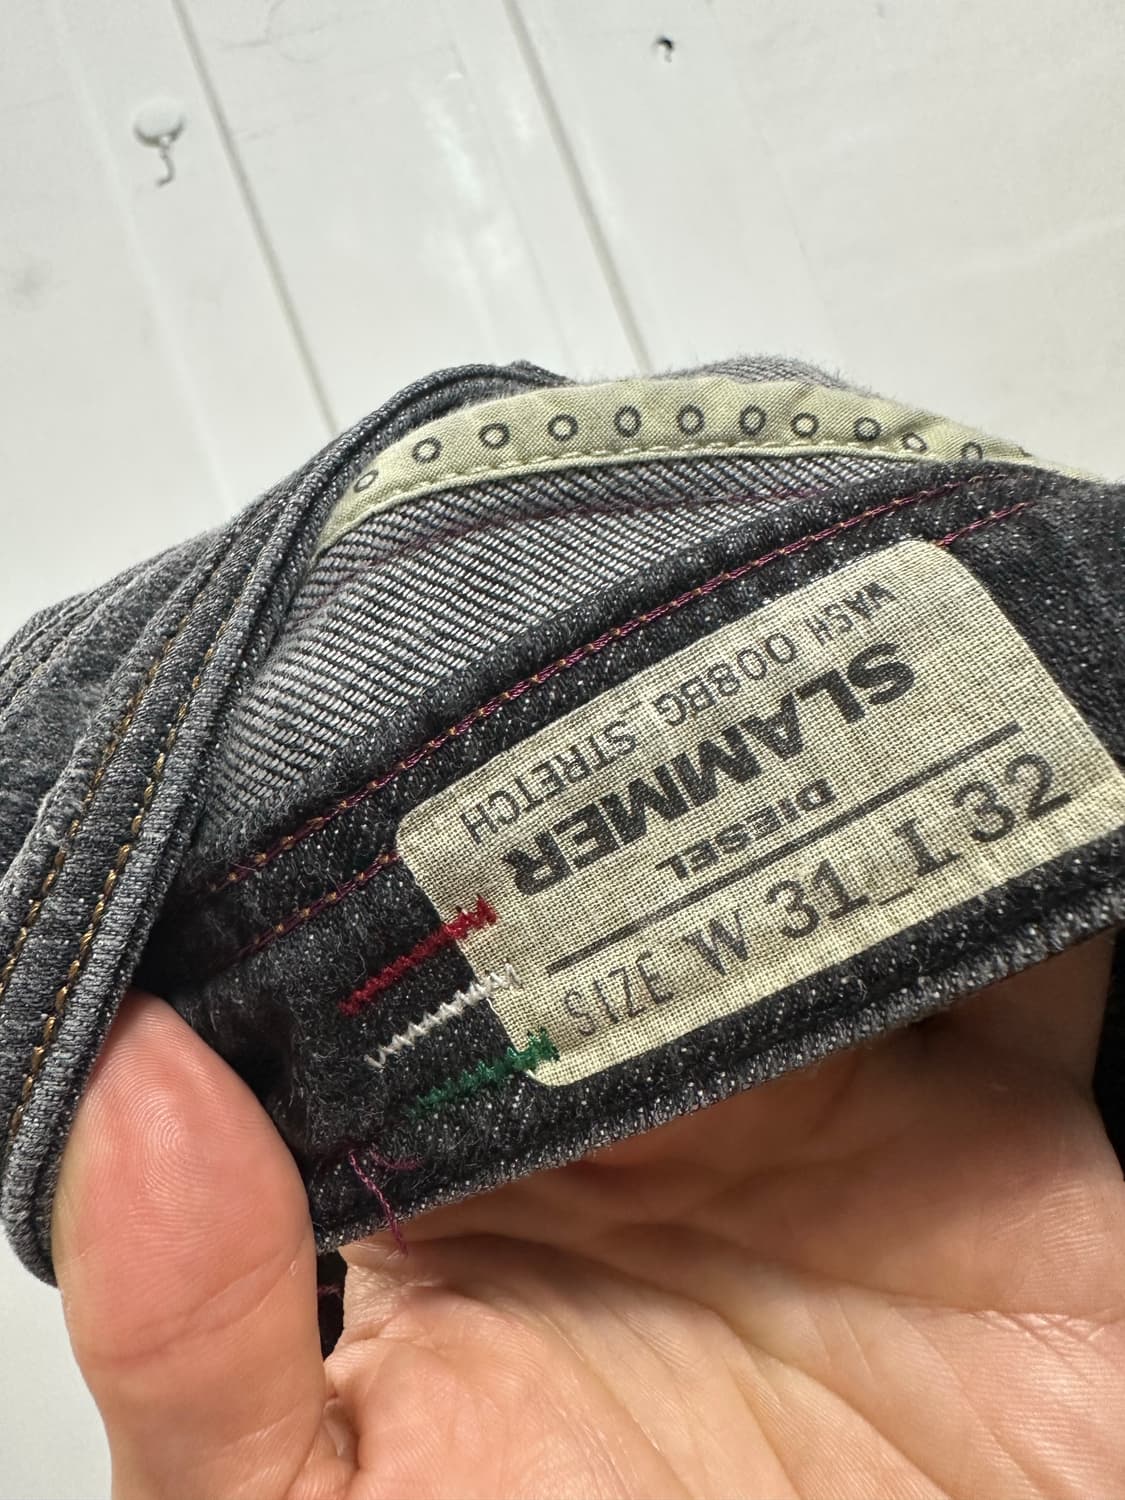 WASH 008BG_STRETCH
SLAMMER
DIESEL
SIZE W 31_L 32